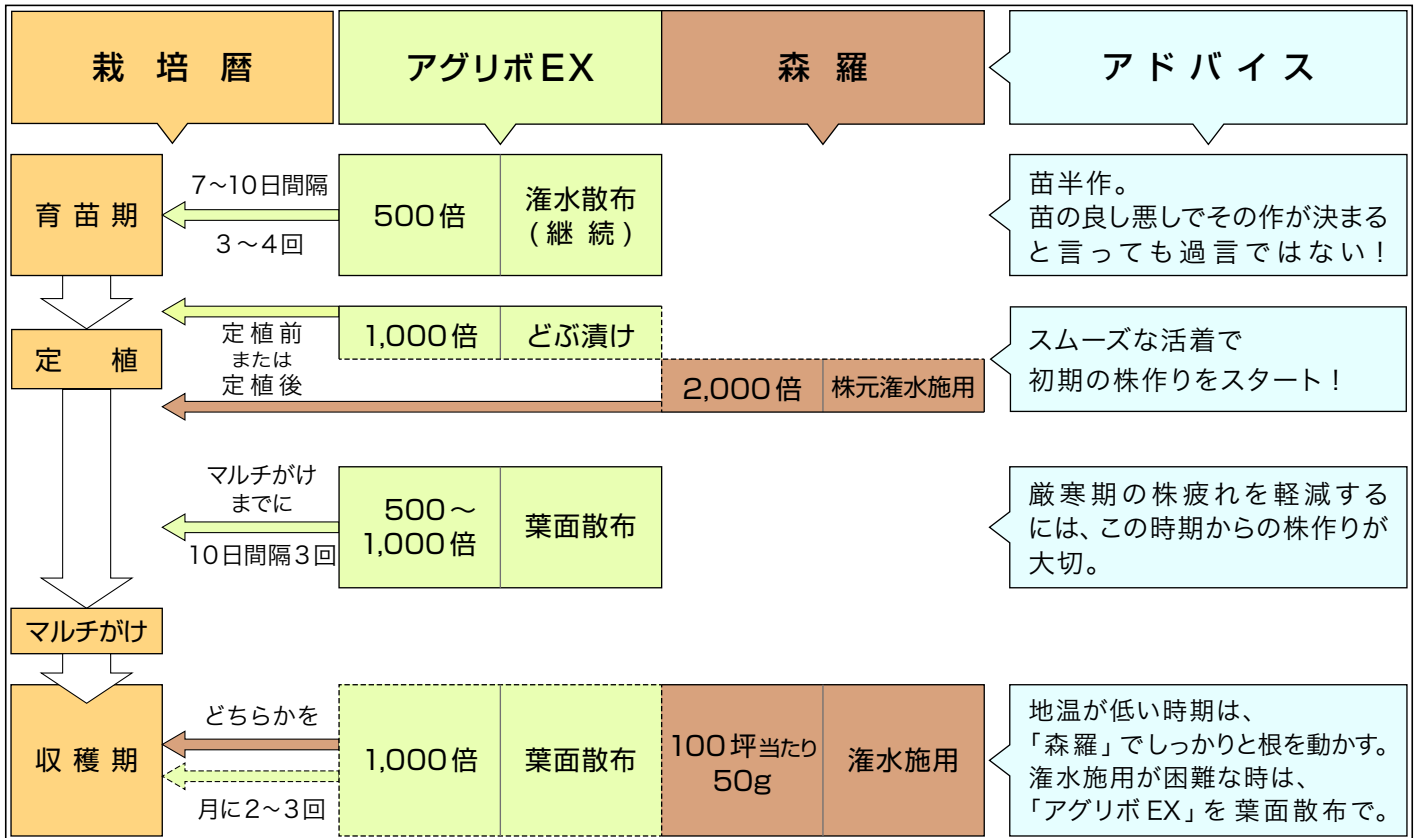 栽培暦
アグリボEX
森羅
アドバイス
育苗期
7～10日間隔
3～4回
500倍
潅水散布
(継続)
苗半作。
苗の良し悪しでその作が決まる
と言っても過言ではない！
定植
定植前
または
定植後
1,000倍
どぶ漬け
2,000倍
株元潅水施用
スムーズな活着で
初期の株作りをスタート！
マルチがけ
までに
10日間隔3回
500～
1,000倍
葉面散布
厳寒期の株疲れを軽減する
には、この時期からの株作りが
大切。
マルチがけ
収穫期
どちらかを
月に2～3回
1,000倍
葉面散布
100坪当たり
50g
潅水施用
地温が低い時期は、
「森羅」でしっかりと根を動かす。
潅水施用が困難な時は、
「アグリボEX」を葉面散布で。